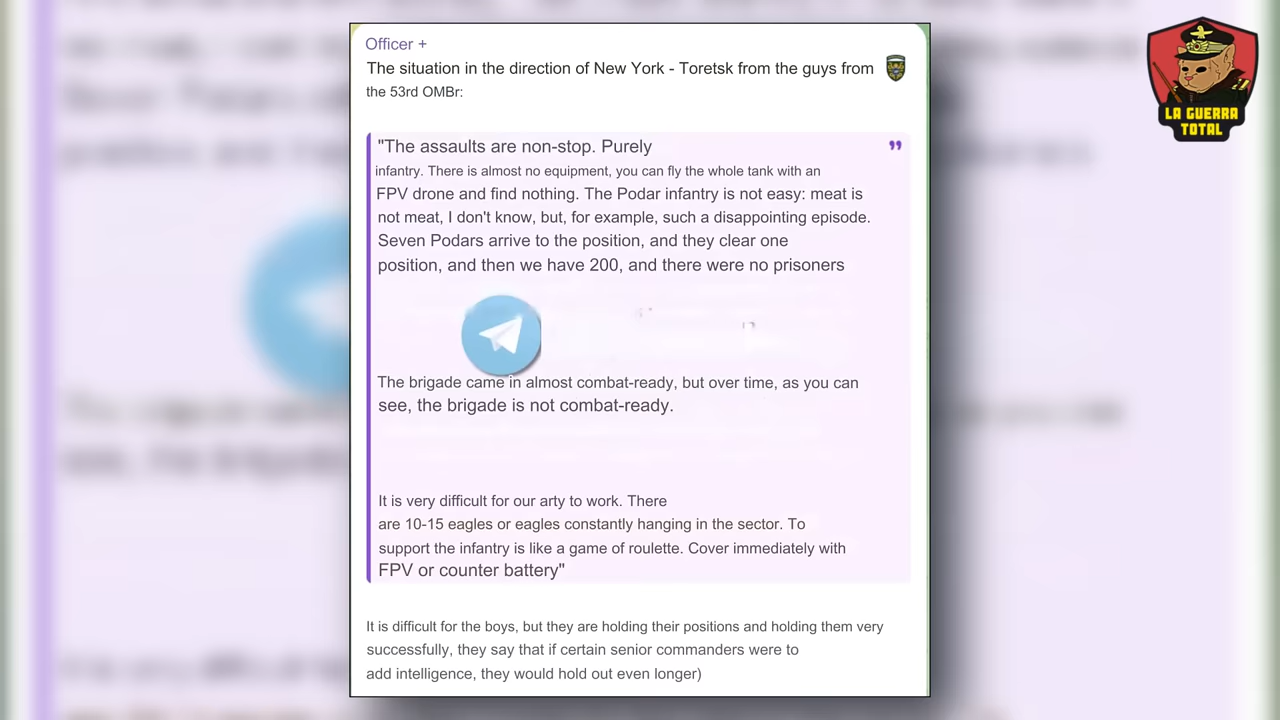 Officer +
The situation in the direction of New York - Toretsk from the guys from
the 53rd OMBr:
"The assaults are non-stop. Purely
infantry. There is almost no equipment, you can fly the whole tank with an
FPV drone and find nothing. The Podar infantry is not easy: meat is
not meat, I don't know, but, for example, such a disappointing episode.
Seven Podars arrive to the position, and they clear one
position, and then we have 200, and there were no prisoners
The brigade came in almost combat-ready, but over time, as you can
see, the brigade is not combat-ready.
It is very difficult for our arty to work. There
are 10-15 eagles or eagles constantly hanging in the sector. To
support the infantry is like a game of roulette. Cover immediately with
FPV or counter battery"
It is difficult for the boys, but they are holding their positions and holding them very
successfully, they say that if certain senior commanders were to
add intelligence, they would hold out even longer)
LA GUERRA
TOTAL